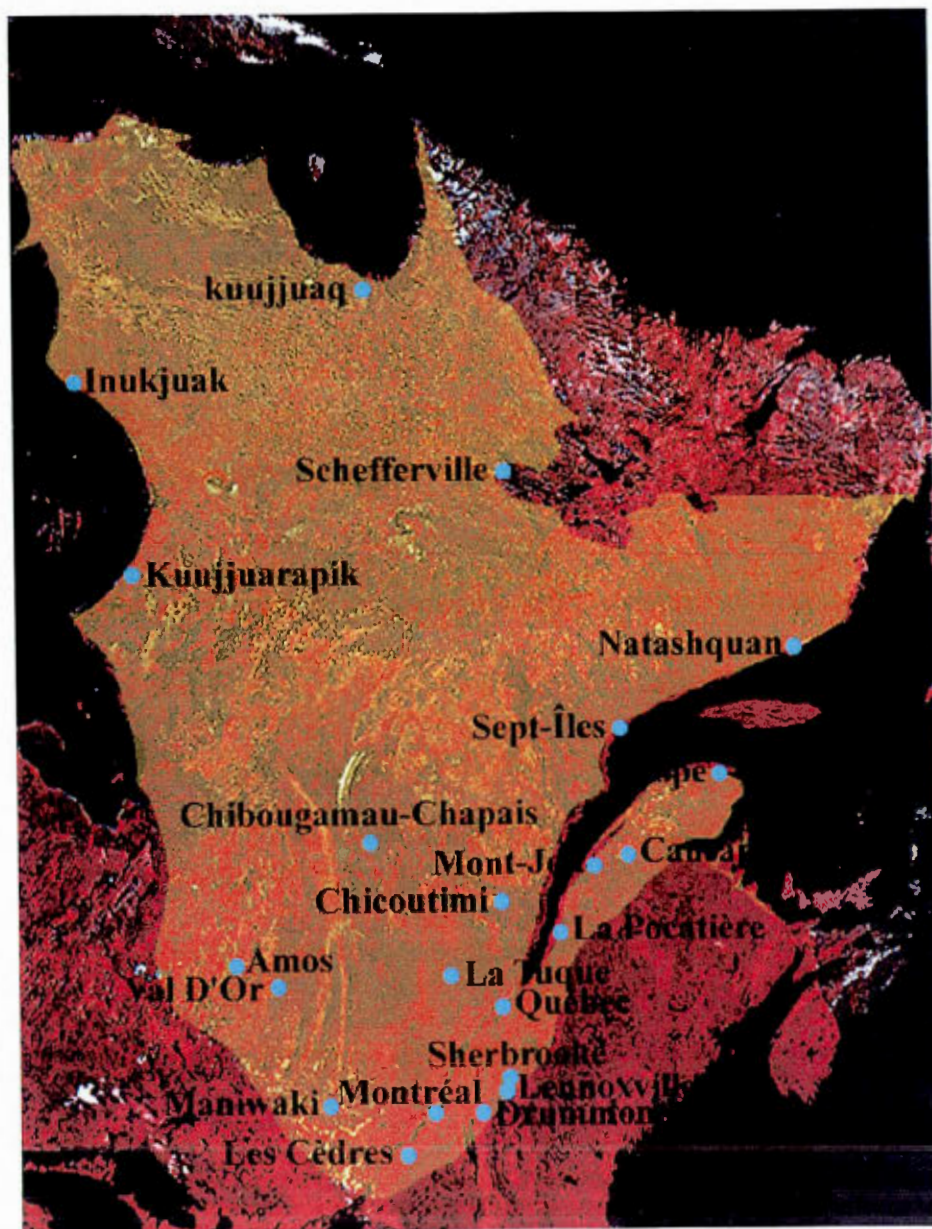 kuujjuaq
Inukjuak
Schefferville
Kuujjuarapik
Natashquan
Sept-Îles
Chibougamau-Chapais
Chicoutimi
La Pocatière
Amos
La Tuque
Val D'Or
Québec
Sherbrooke
Lennoxville
Montréal
Maniwaki
Les Cèdres